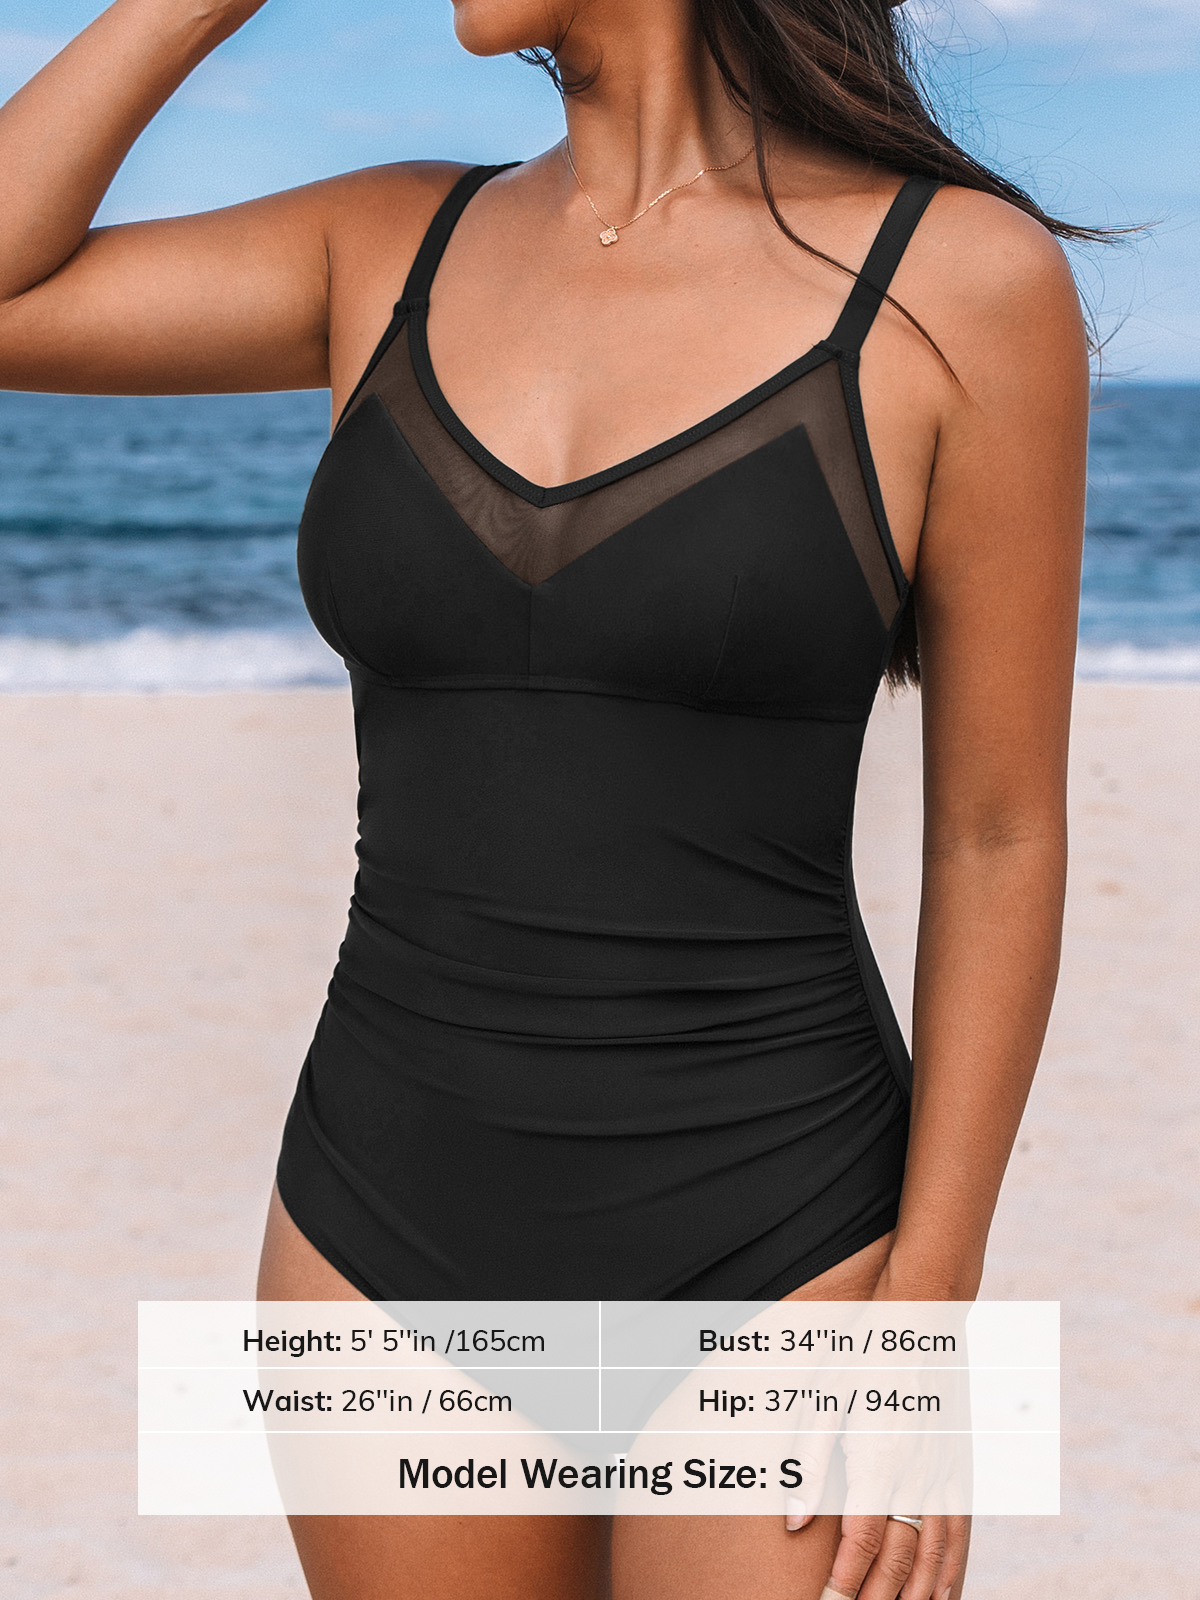 Height: 5' 5''in /165cm
Bust: 34''in / 86cm
Waist: 26''in / 66cm
Hip: 37''in / 94cm
Model Wearing Size: S